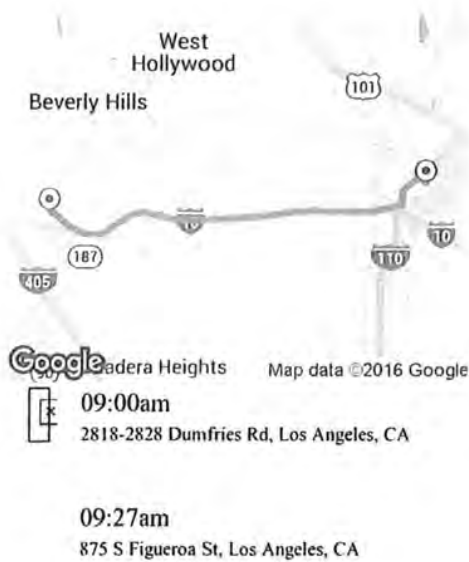 West
Hollywood
Beverly Hills
101
10
187
405
110
10
Google
adera Heights
Map data ©2016 Google
(90)
09:00am
2818-2828 Dumfries Rd, Los Angeles, CA
09:27am
875 S Figueroa St, Los Angeles, CA